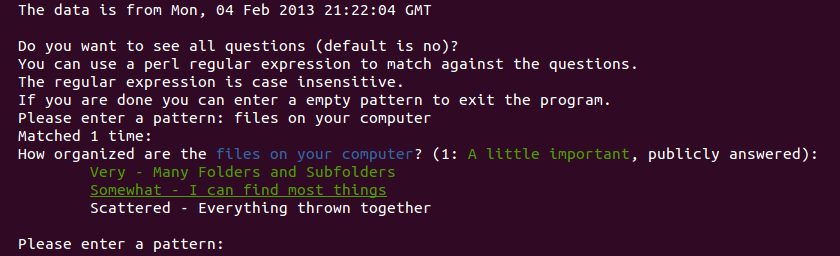 The data is from Mon, 04 Feb 2013 21:22:04 GMT
Do you want to see all questions (default is no)?
You can use a perl regular expression to match against the questions.
The regular expression is case insensitive.
If you are done you can enter a empty pattern to exit the program.
Please enter a pattern: files on your computer
Matched 1 time:
How organized are the files on your computer? (1: A little important, publicly answered):
Very - Many Folders and Subfolders
Somewhat - I can find most things
Scattered - Everything thrown together
Please enter a pattern: